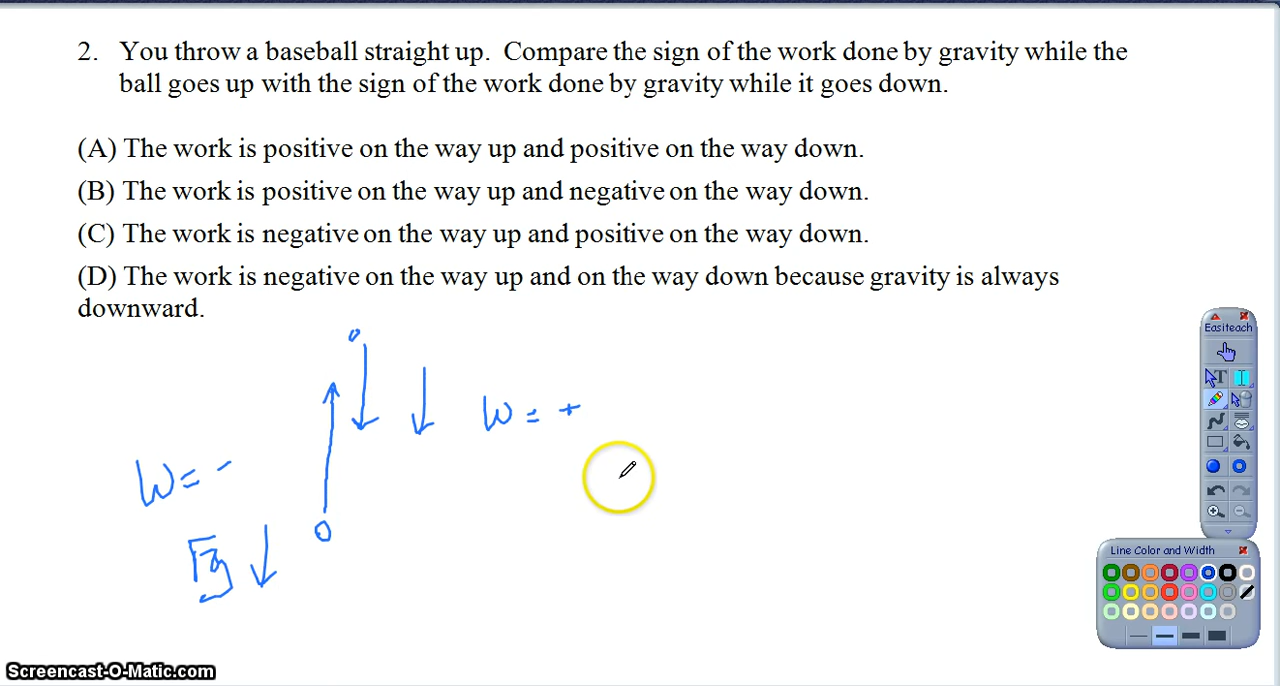 2. You throw a baseball straight up. Compare the sign of the work done by gravity while the
ball goes up with the sign of the work done by gravity while it goes down.
(A) The work is positive on the way up and positive on the way down.
(B) The work is positive on the way up and negative on the way down.
(C) The work is negative on the way up and positive on the way down.
(D) The work is negative on the way up and on the way down because gravity is always
downward.
W = +
W = -
Fg
Easiteach
T
Line Color and Width
Screencast-O-Matic.com